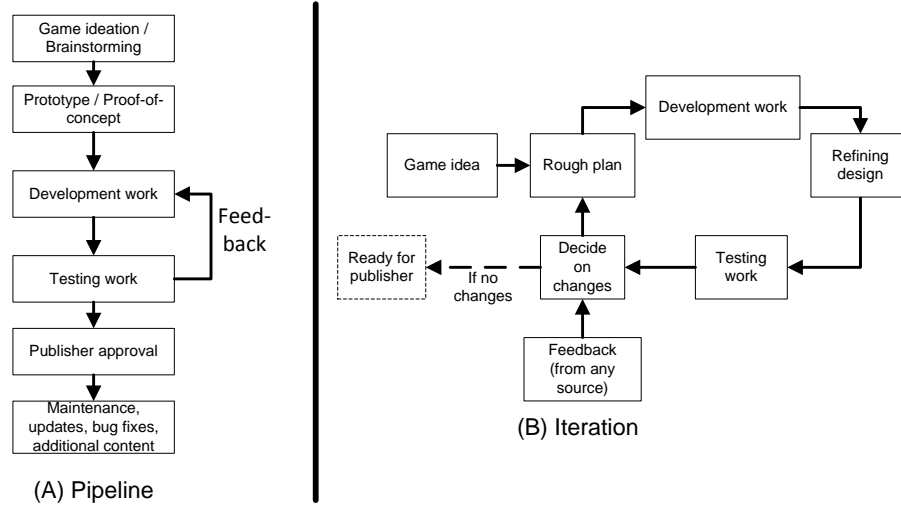 Game ideation /
Brainstorming
Prototype / Proof-of-
concept
Development work
Feed-
back
Testing work
Publisher approval
Maintenance,
updates, bug fixes,
additional content
(A) Pipeline
Development work
Game idea
Rough plan
Refining
design
Ready for
publisher
If no
changes
Decide
on
changes
Testing
work
Feedback
(from any
source)
(B) Iteration